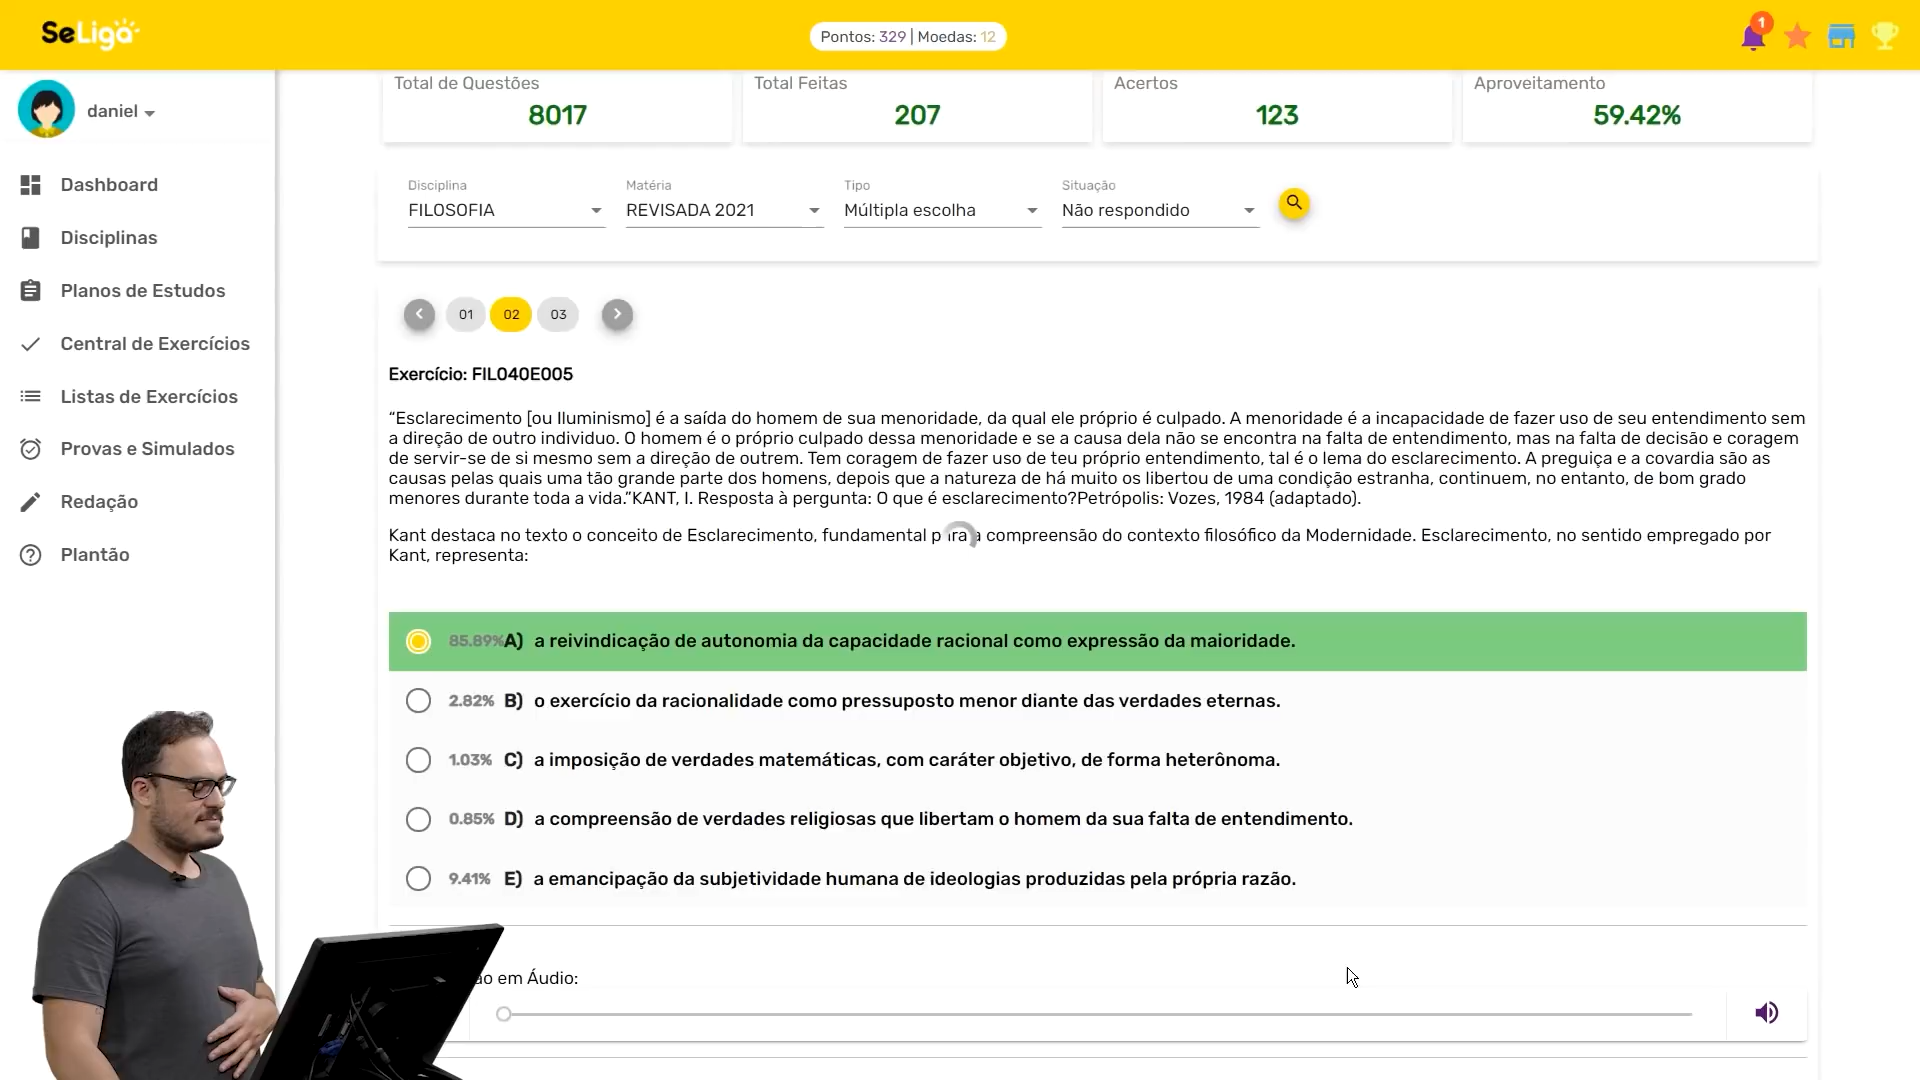 SeLiga
Pontos: 329 | Moedas: 12
1
daniel
Dashboard
Disciplinas
Planos de Estudos
Central de Exercícios
Listas de Exercícios
Provas e Simulados
Redação
Plantão
Total de Questões
8017
Total Feitas
207
Acertos
123
Aproveitamento
59.42%
Disciplina
FILOSOFIA
Matéria
REVISADA 2021
Tipo
Múltipla escolha
Situação
Não respondido
01 02 03
Exercício: FIL040E005
“Esclarecimento [ou Iluminismo] é a saída do homem de sua menoridade, da qual ele próprio é culpado. A menoridade é a incapacidade de fazer uso de seu entendimento sem
a direção de outro individuo. O homem é o próprio culpado dessa menoridade e se a causa dela não se encontra na falta de entendimento, mas na falta de decisão e coragem
de servir-se de si mesmo sem a direção de outrem. Tem coragem de fazer uso de teu próprio entendimento, tal é o lema do esclarecimento. A preguiça e a covardia são as
causas pelas quais uma tão grande parte dos homens, depois que a natureza de há muito os libertou de uma condição estranha, continuem, no entanto, de bom grado
menores durante toda a vida.”KANT, I. Resposta à pergunta: O que é esclarecimento?Petrópolis: Vozes, 1984 (adaptado).
Kant destaca no texto o conceito de Esclarecimento, fundamental para a compreensão do contexto filosófico da Modernidade. Esclarecimento, no sentido empregado por
Kant, representa:
85.89% A) a reivindicação de autonomia da capacidade racional como expressão da maioridade.
2.82% B) o exercício da racionalidade como pressuposto menor diante das verdades eternas.
1.03% C) a imposição de verdades matemáticas, com caráter objetivo, de forma heterônoma.
0.85% D) a compreensão de verdades religiosas que libertam o homem da sua falta de entendimento.
9.41% E) a emancipação da subjetividade humana de ideologias produzidas pela própria razão.
em Áudio: